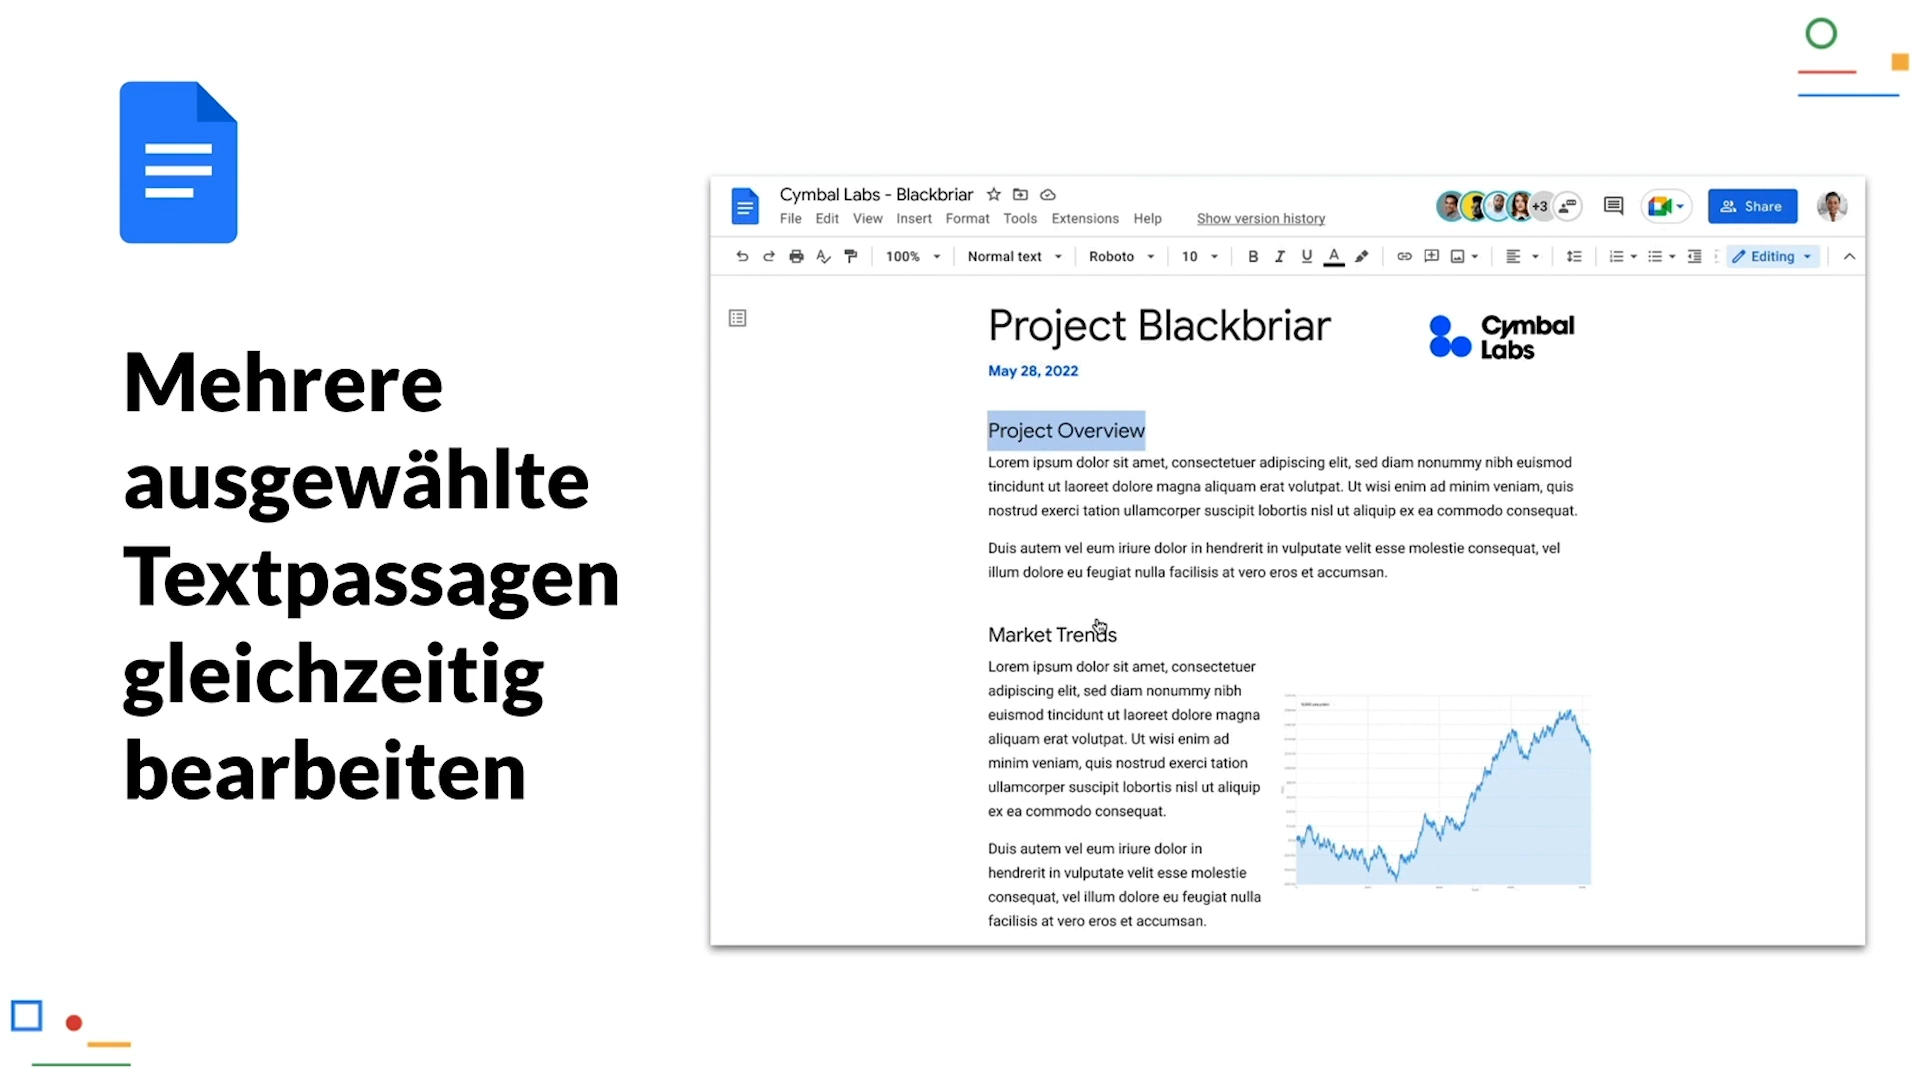 Mehrere
ausgewählte
Textpassagen
gleichzeitig
bearbeiten
Cymbal Labs - Blackbriar
File Edit View Insert Format Tools Extensions Help Show version history
+3
Share
100% Normal text Roboto 10 B I U A Editing
Project Blackbriar
Cymbal
Labs
May 28, 2022
Project Overview
Lorem ipsum dolor sit amet, consectetuer adipiscing elit, sed diam nonummy nibh euismod
tincidunt ut laoreet dolore magna aliquam erat volutpat. Ut wisi enim ad minim veniam, quis
nostrud exerci tation ullamcorper suscipit lobortis nisl ut aliquip ex ea commodo consequat.
Duis autem vel eum iriure dolor in hendrerit in vulputate velit esse molestie consequat, vel
illum dolore eu feugiat nulla facilisis at vero eros et accumsan.
Market Trends
Lorem ipsum dolor sit amet, consectetuer
adipiscing elit, sed diam nonummy nibh
euismod tincidunt ut laoreet dolore magna
aliquam erat volutpat. Ut wisi enim ad
minim veniam, quis nostrud exerci tation
ullamcorper suscipit lobortis nisl ut aliquip
ex ea commodo consequat.
Duis autem vel eum iriure dolor in
hendrerit in vulputate velit esse molestie
consequat, vel illum dolore eu feugiat nulla
facilisis at vero eros et accumsan.